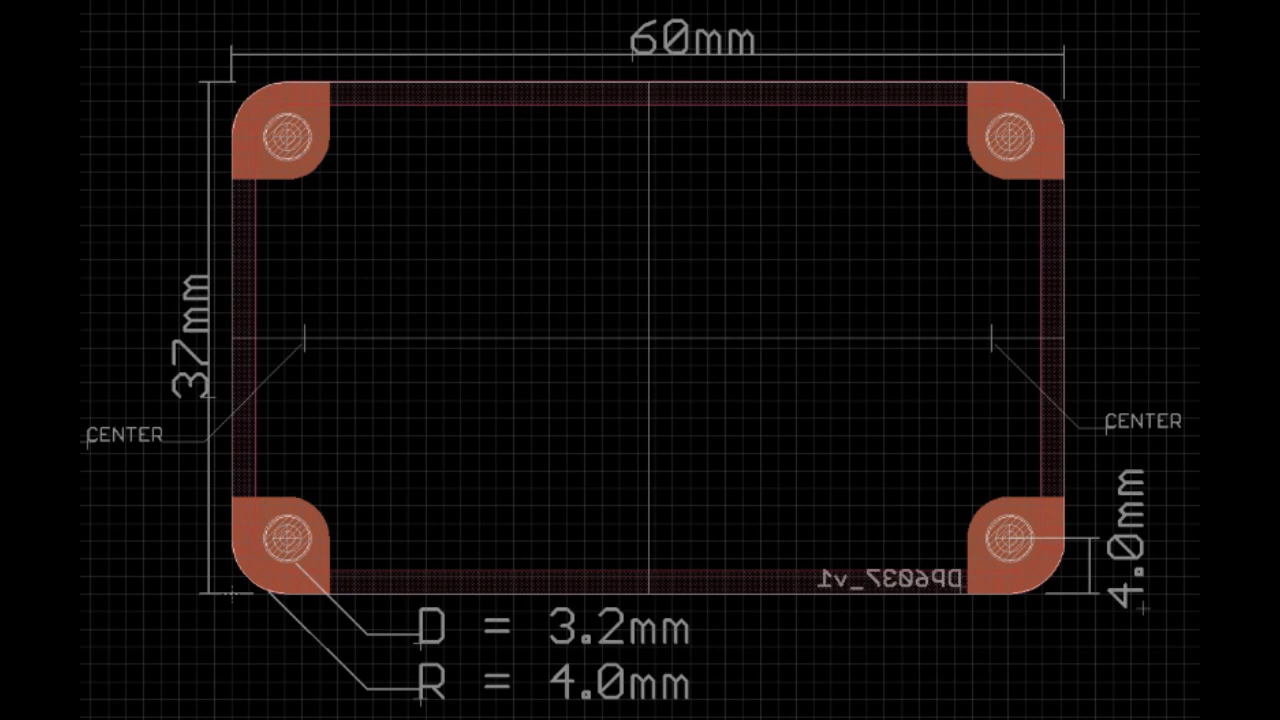 60mm
37mm
CENTER
CENTER
4.0mm
DP6037_v1
D = 3.2mm
R = 4.0mm